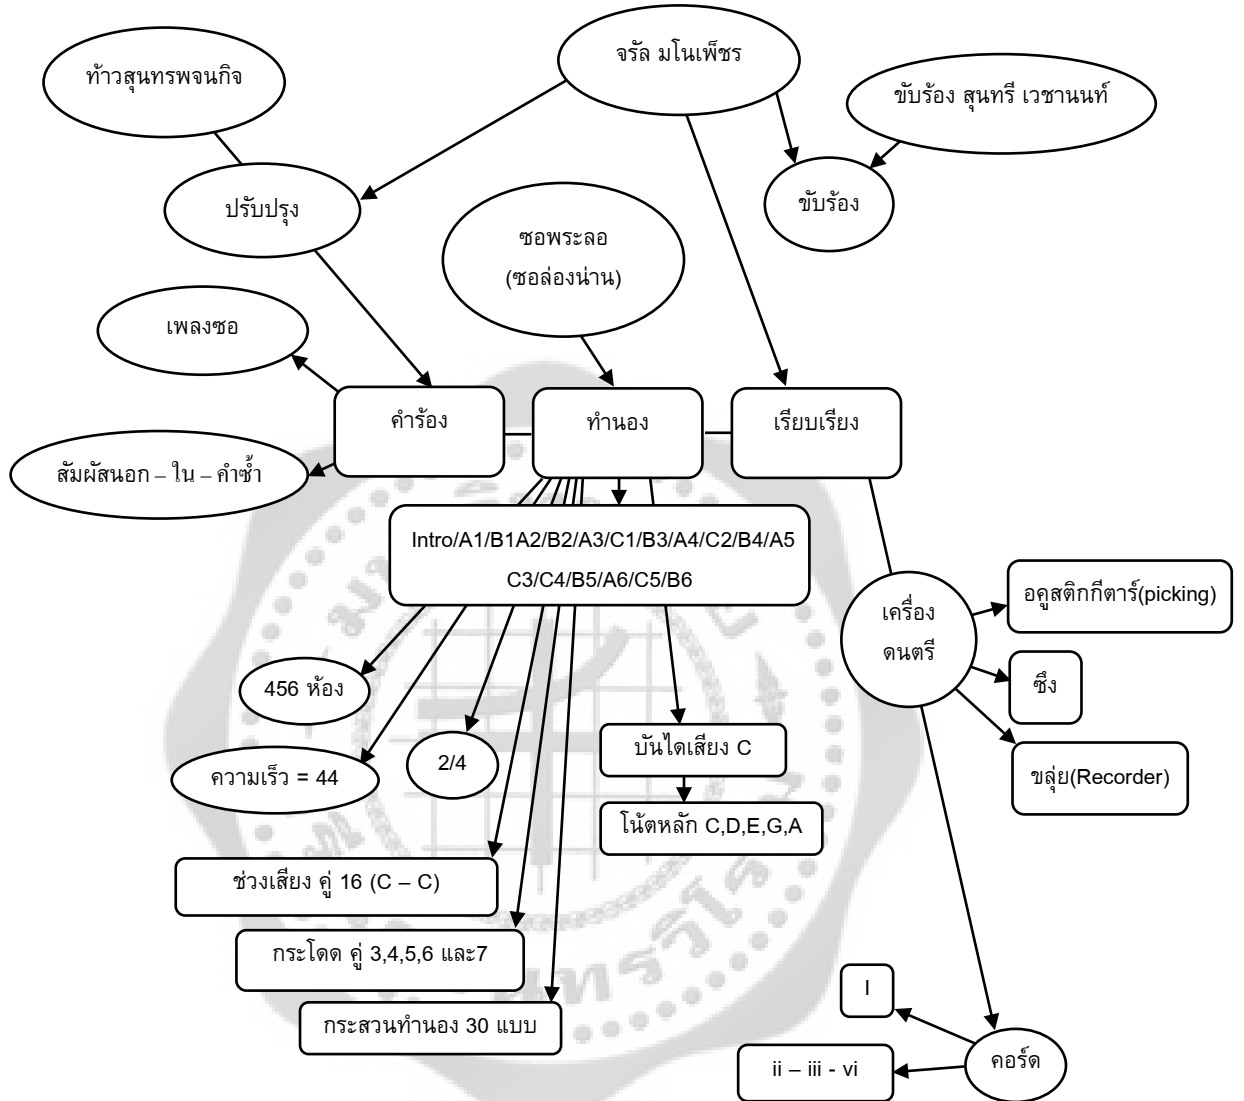 จรัล มโนเพ็ชร
ท้าวสุนทรพจนกิจ
ขับร้อง สุนทรี เวชานนท์
ปรับปรุง
ขับร้อง
ซอพระลอ
(ซอล่องน่าน)
เพลงซอ
คำร้อง
ทำนอง
เรียบเรียง
สัมผัสนอก – ใน – คำซ้ำ
Intro/A1/B1A2/B2/A3/C1/B3/A4/C2/B4/A5
C3/C4/B5/A6/C5/B6
เครื่อง
ดนตรี
อคูสติกกีตาร์(picking)
ซึง
ขลุ่ย(Recorder)
456 ห้อง
ความเร็ว = 44
2/4
บันไดเสียง C
โน้ตหลัก C,D,E,G,A
ช่วงเสียง คู่ 16 (C – C)
กระโดด คู่ 3,4,5,6 และ7
กระสวนทำนอง 30 แบบ
I
ii – iii - vi
คอร์ด